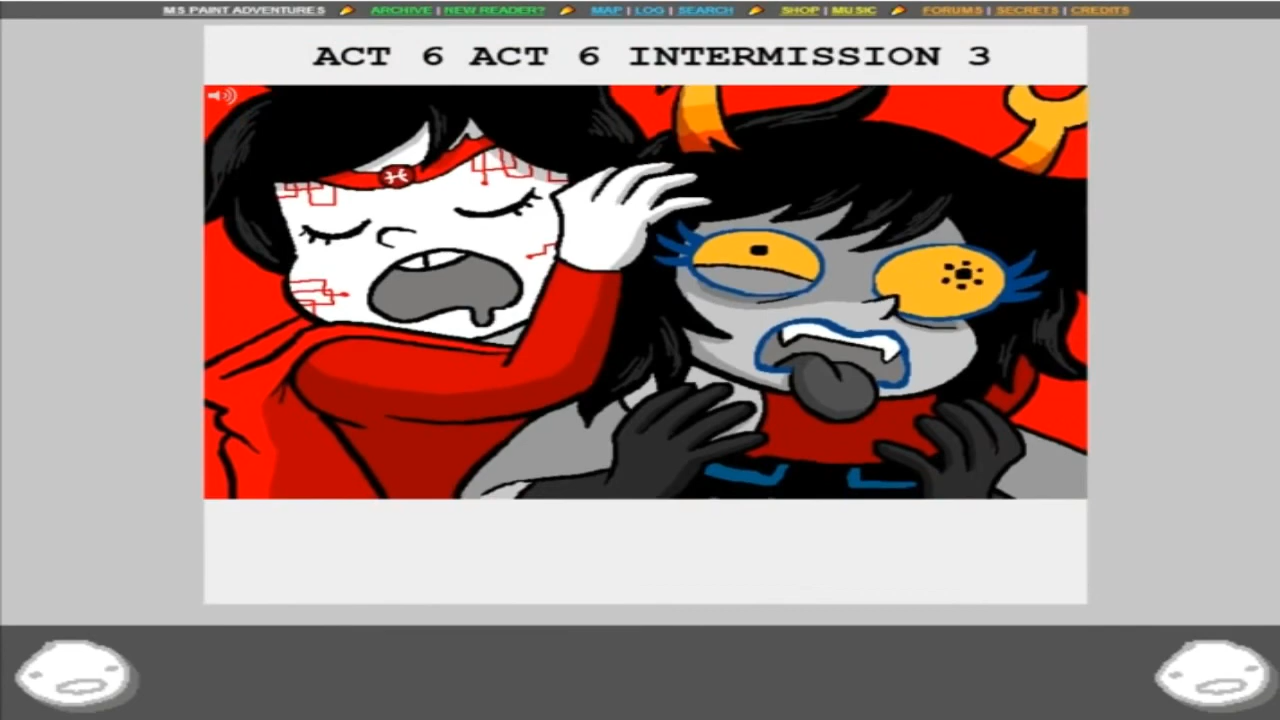 MS PAINT ADVENTURES ARCHIVE | NEW READER? MAP | LOG | SEARCH SHOP | MUSIC FORUMS | SECRETS | CREDITS
ACT 6 ACT 6 INTERMISSION 3